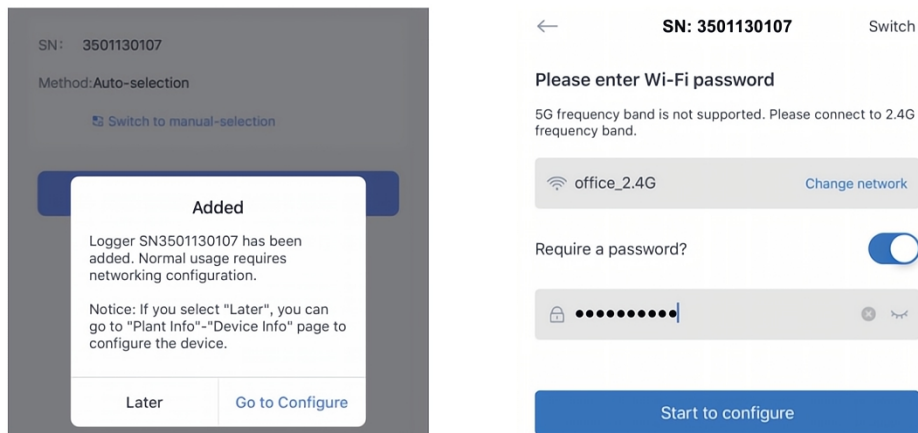 SN: 3501130107
Method:Auto-selection
Switch to manual-selection
Added
Logger SN3501130107 has been
added. Normal usage requires
networking configuration.
Notice: If you select "Later", you can
go to "Plant Info"-"Device Info" page to
configure the device.
Later Go to Configure
SN: 3501130107 Switch
Please enter Wi-Fi password
5G frequency band is not supported. Please connect to 2.4G
frequency band.
office_2.4G Change network
Require a password?
Start to configure